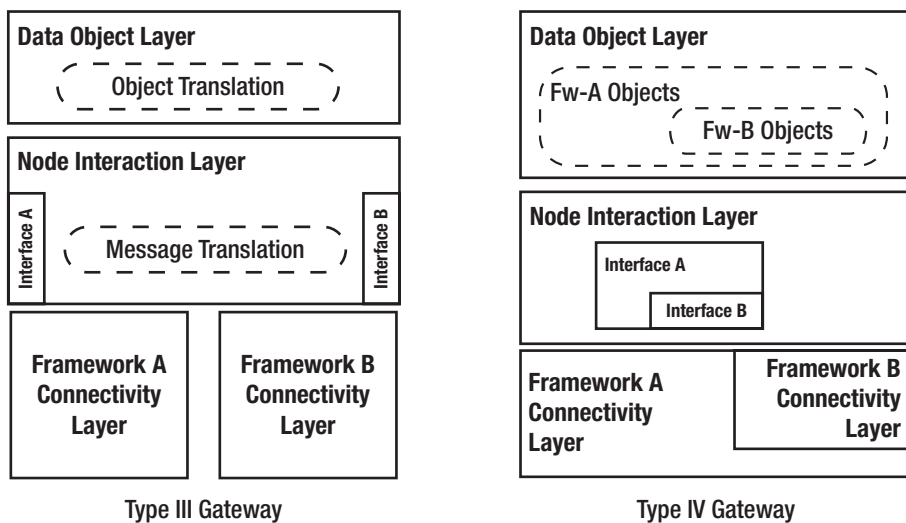 Data Object Layer
Object Translation
Node Interaction Layer
Interface A
Message Translation
Interface B
Framework A
Connectivity
Layer
Framework B
Connectivity
Layer
Type III Gateway
Data Object Layer
Fw-A Objects
Fw-B Objects
Node Interaction Layer
Interface A
Interface B
Framework A
Connectivity
Layer
Framework B
Connectivity
Layer
Type IV Gateway